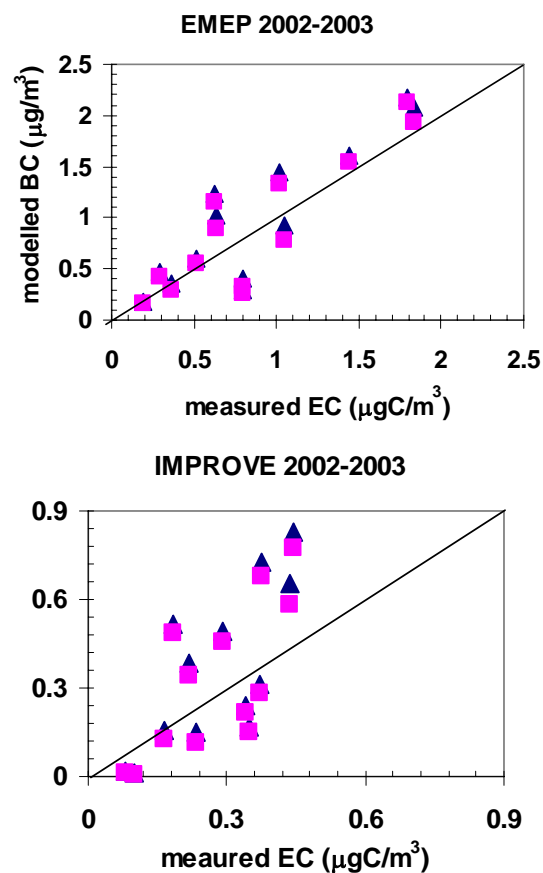 EMEP 2002-2003
2.5
2
1.5
1
0.5
0
modelled BC (μg/m³)
0 0.5 1 1.5 2 2.5
measured EC (μgC/m³)
IMPROVE 2002-2003
0.9
0.6
0.3
0
0 0.3 0.6 0.9
meaured EC (μgC/m³)